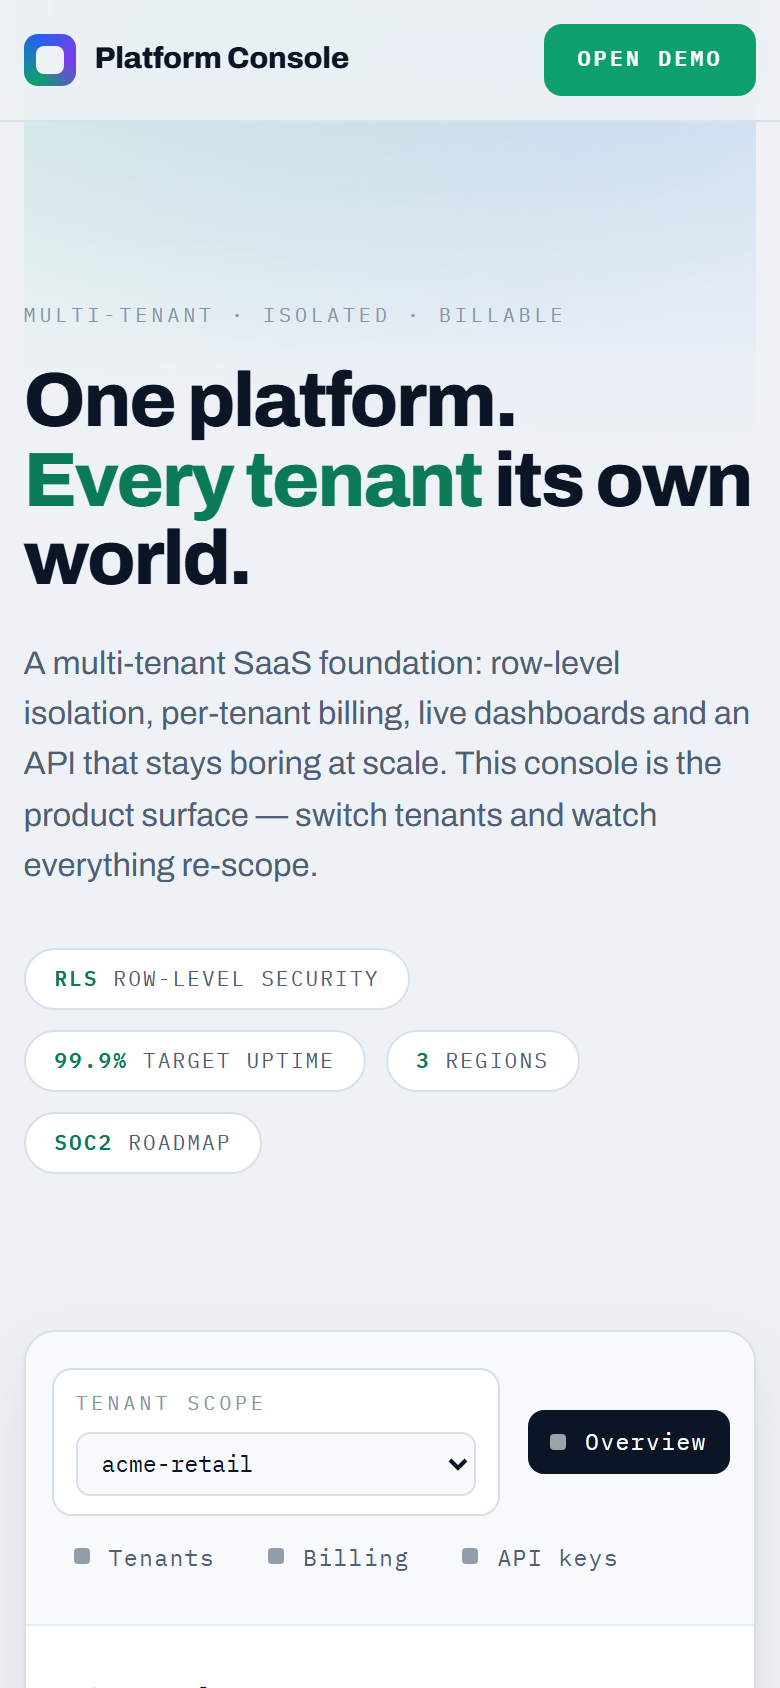 Platform Console
OPEN DEMO
MULTI-TENANT · ISOLATED · BILLABLE
One platform.
Every tenant its own
world.
A multi-tenant SaaS foundation: row-level
isolation, per-tenant billing, live dashboards and an
API that stays boring at scale. This console is the
product surface — switch tenants and watch
everything re-scope.
RLS ROW-LEVEL SECURITY
99.9% TARGET UPTIME
3 REGIONS
SOC2 ROADMAP
TENANT SCOPE
acme-retail
Overview
Tenants
Billing
API keys